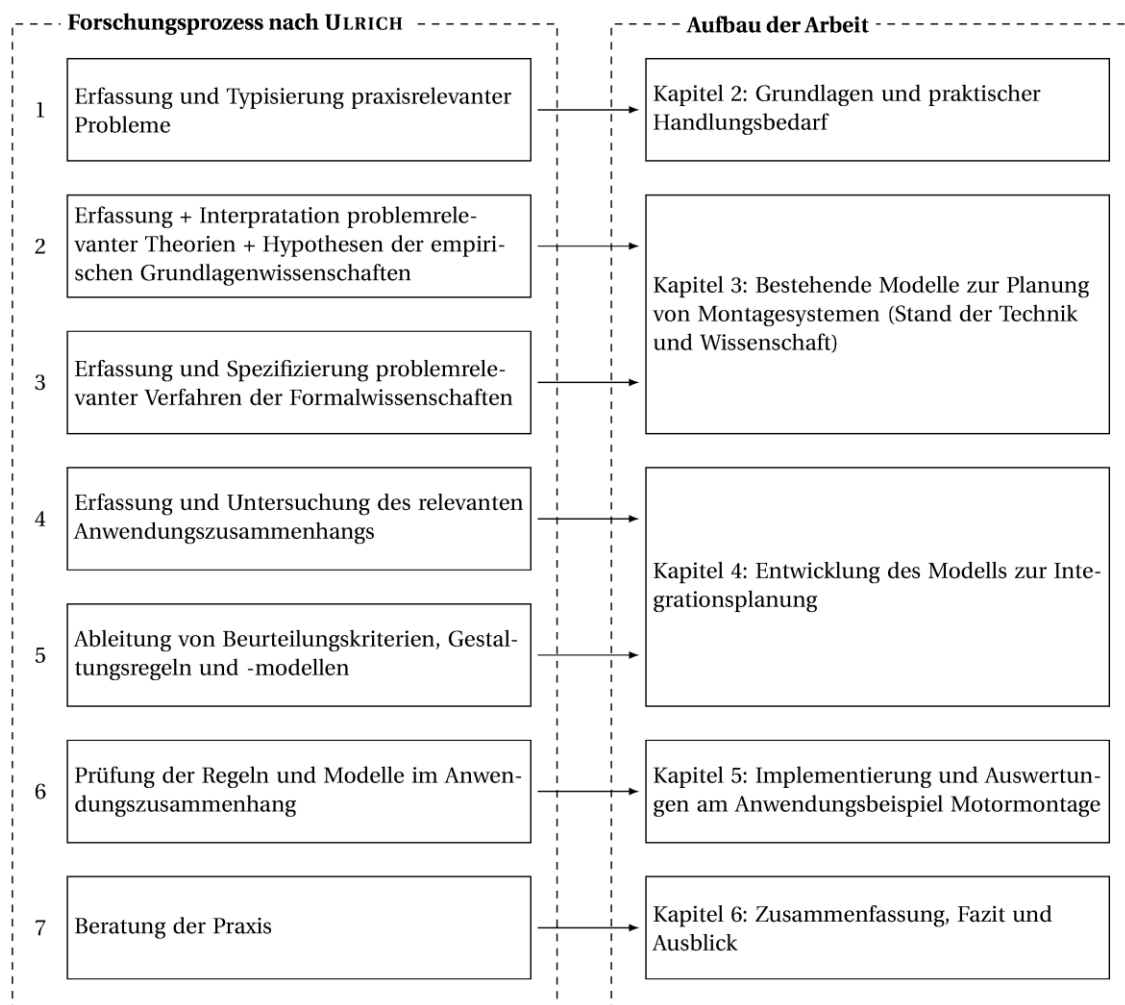 Forschungsprozess nach ULRICH
Aufbau der Arbeit
1
Erfassung und Typisierung praxisrelevanter
Probleme
Kapitel 2: Grundlagen und praktischer
Handlungsbedarf
2
Erfassung + Interpratation problemrele-
vanter Theorien + Hypothesen der empiri-
schen Grundlagenwissenschaften
Kapitel 3: Bestehende Modelle zur Planung
von Montagesystemen (Stand der Technik
und Wissenschaft)
3
Erfassung und Spezifizierung problemrele-
vanter Verfahren der Formalwissenschaften
4
Erfassung und Untersuchung des relevanten
Anwendungszusammenhangs
Kapitel 4: Entwicklung des Modells zur Inte-
grationsplanung
5
Ableitung von Beurteilungskriterien, Gestal-
tungsregeln und -modellen
6
Prüfung der Regeln und Modelle im Anwen-
dungszusammenhang
Kapitel 5: Implementierung und Auswertun-
gen am Anwendungsbeispiel Motormontage
7
Beratung der Praxis
Kapitel 6: Zusammenfassung, Fazit und
Ausblick